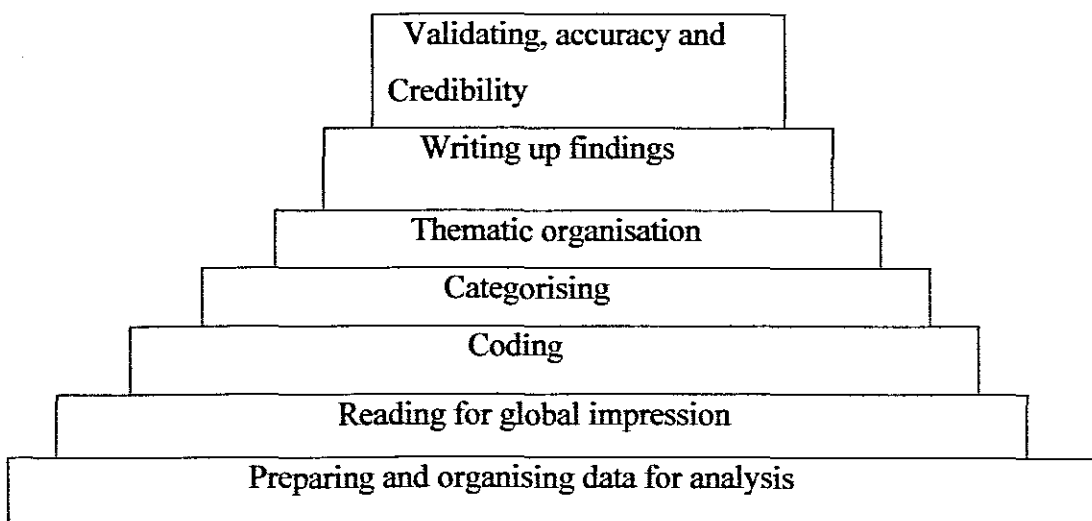 Validating, accuracy and
Credibility
Writing up findings
Thematic organisation
Categorising
Coding
Reading for global impression
Preparing and organising data for analysis